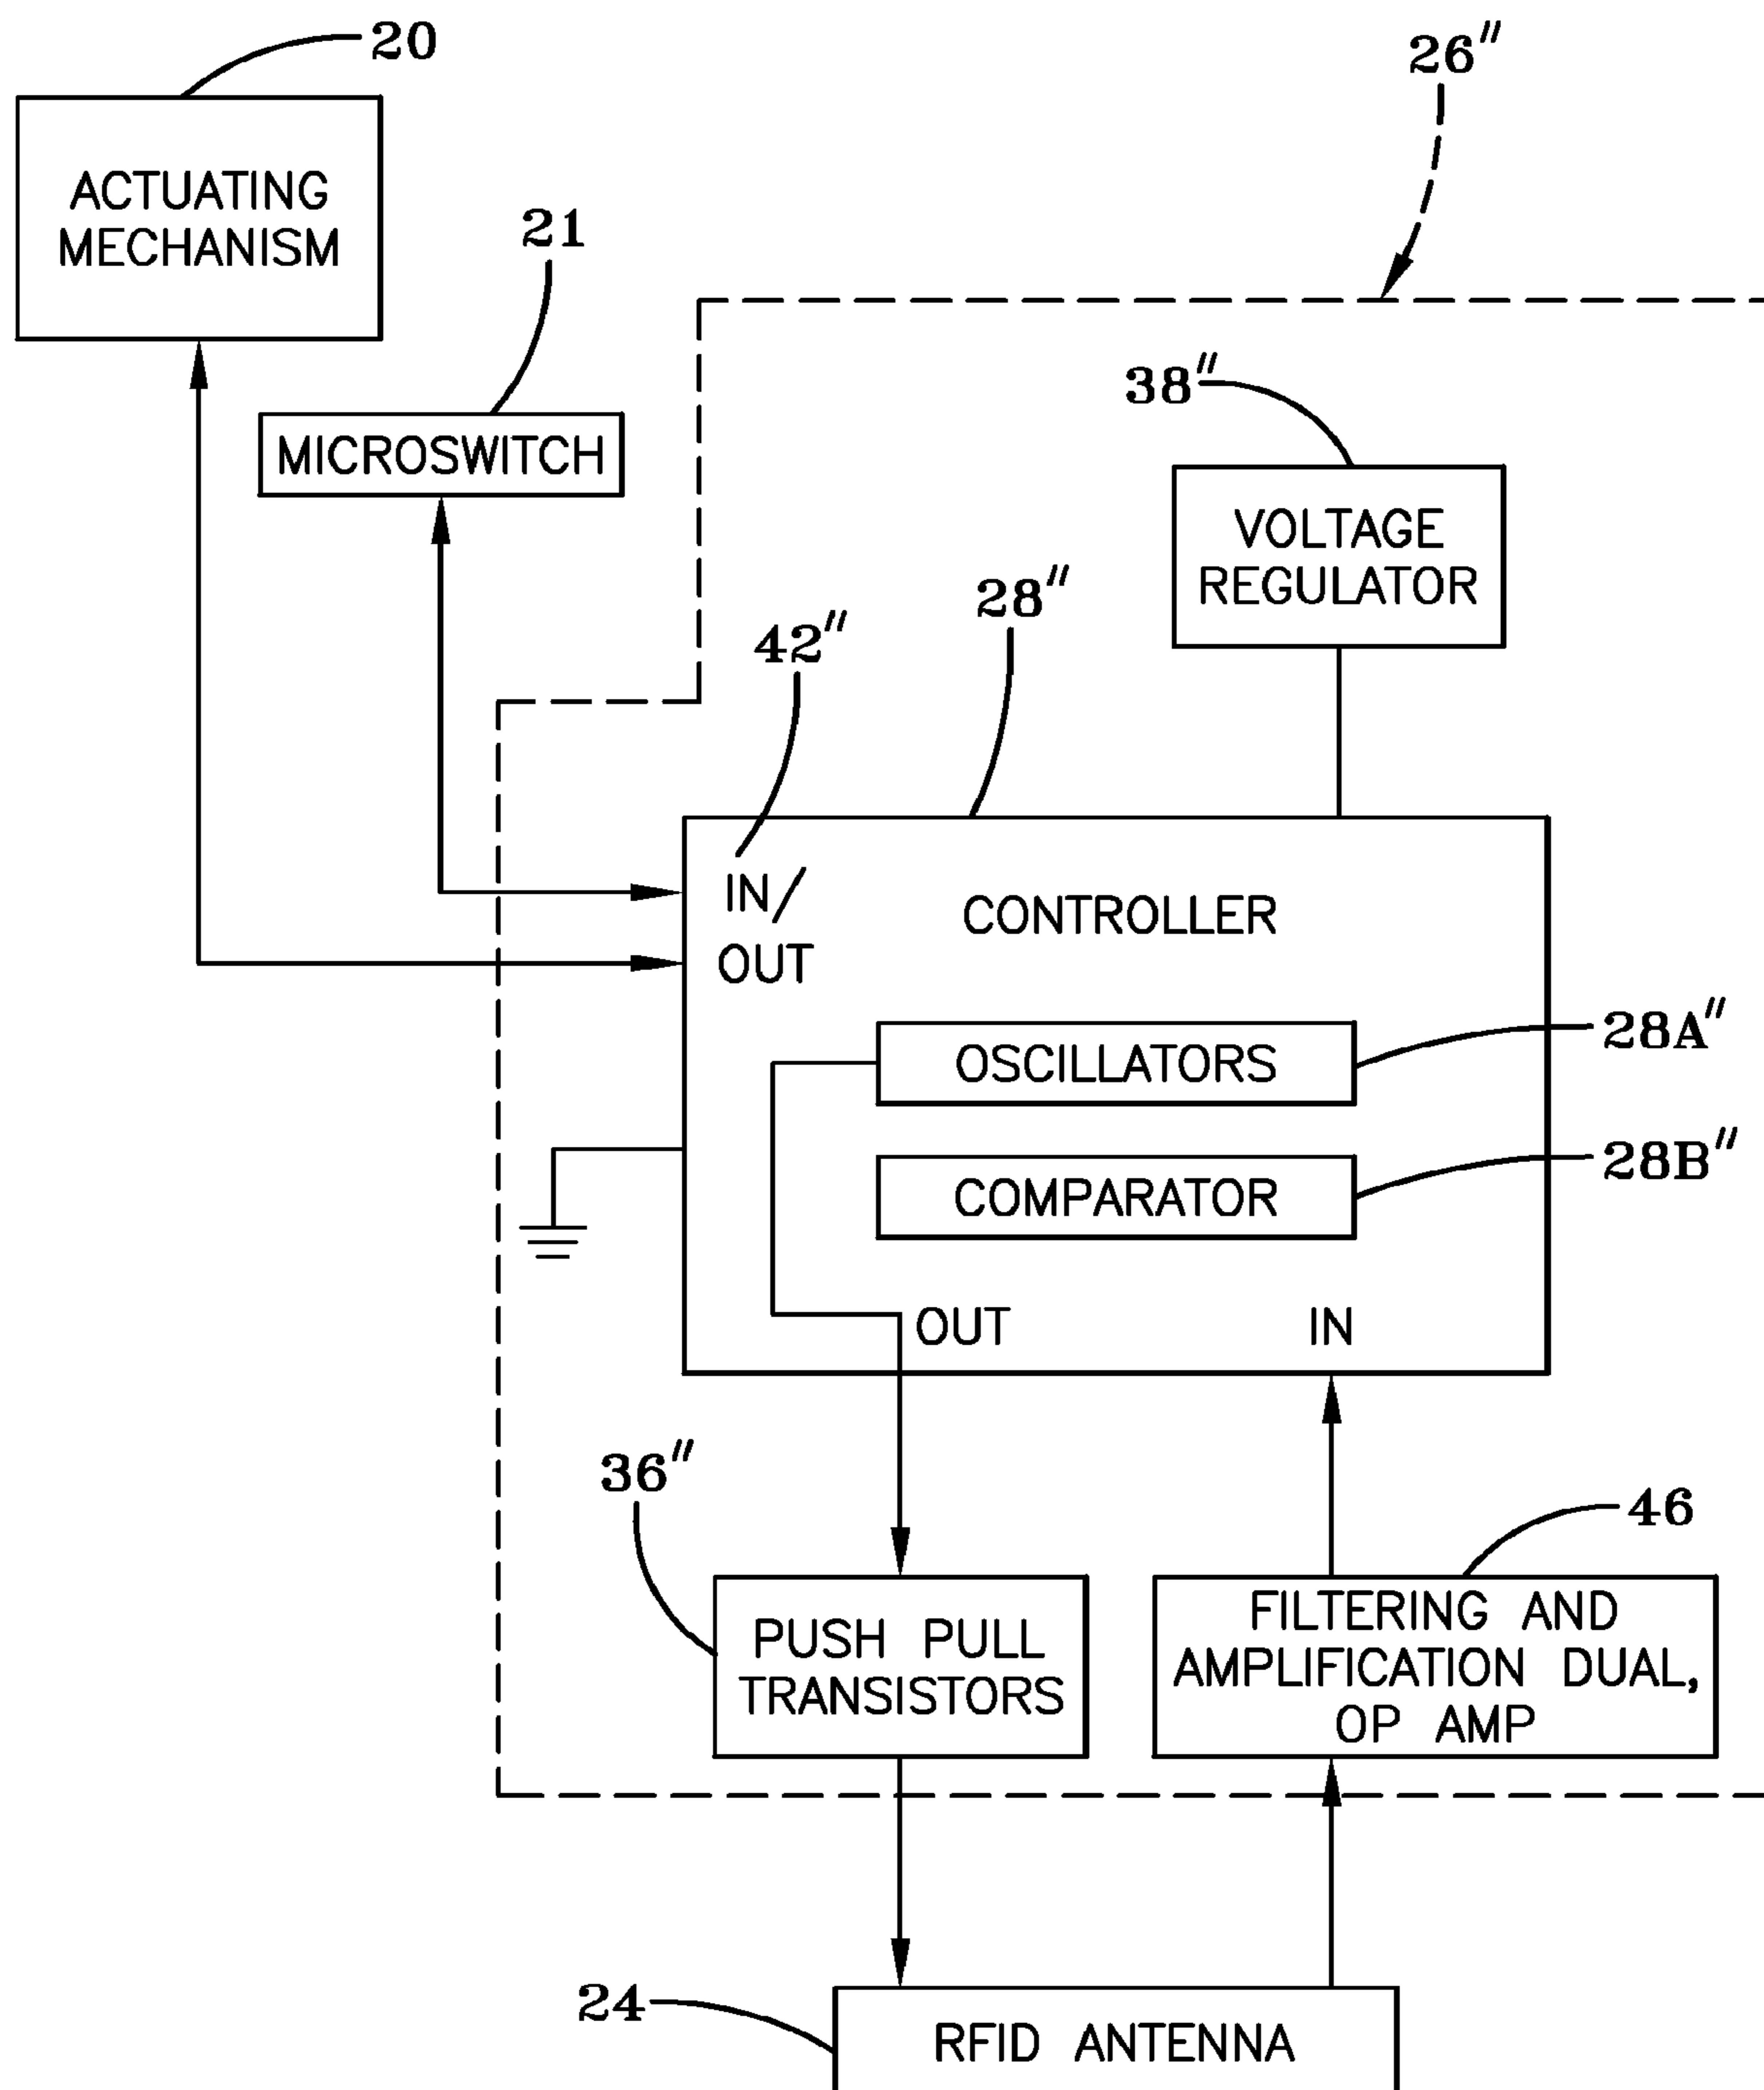 20
26"
ACTUATING
MECHANISM
21
MICROSWITCH
38"
VOLTAGE
REGULATOR
28"
42"
IN/
OUT
CONTROLLER
28A"
OSCILLATORS
28B"
COMPARATOR
OUT
IN
36"
46
PUSH PULL
TRANSISTORS
FILTERING AND
AMPLIFICATION DUAL,
OP AMP
24
RFID ANTENNA